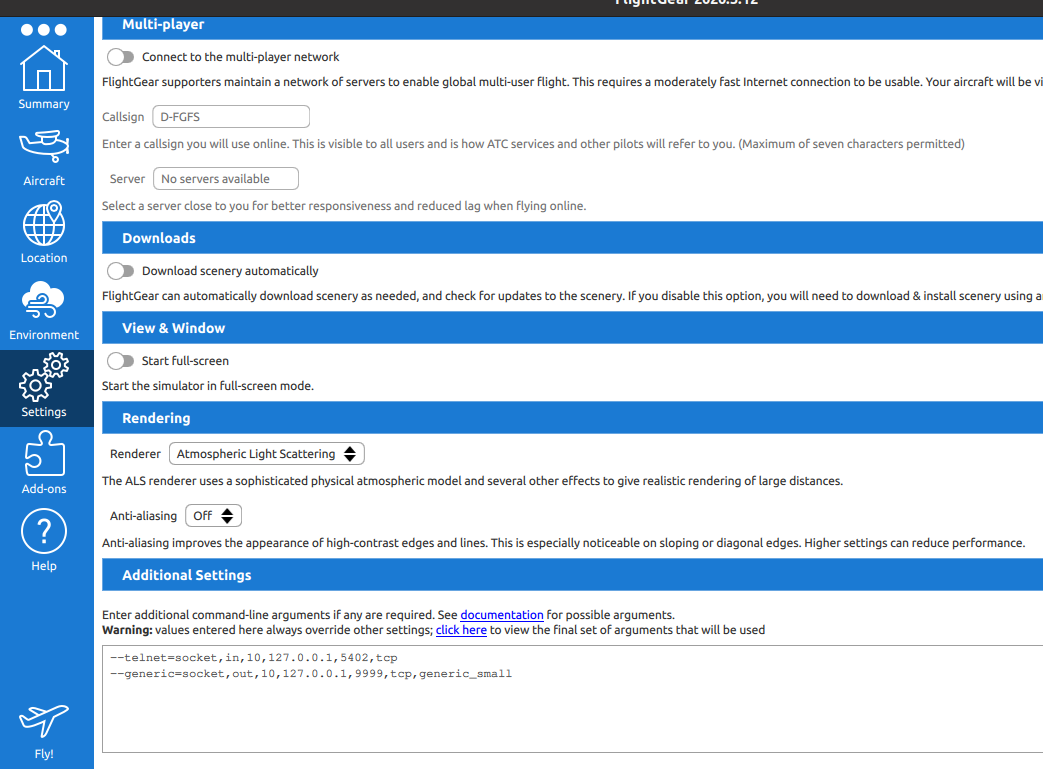 Multi-player
Connect to the multi-player network
FlightGear supporters maintain a network of servers to enable global multi-user flight. This requires a moderately fast Internet connection to be usable. Your aircraft will be
Callsign D-FGFS
Enter a callsign you will use online. This is visible to all users and is how ATC services and other pilots will refer to you. (Maximum of seven characters permitted)
Server No servers available
Select a server close to you for better responsiveness and reduced lag when flying online.
Downloads
Download scenery automatically
FlightGear can automatically download scenery as needed, and check for updates to the scenery. If you disable this option, you will need to download & install scenery using
View & Window
Start full-screen
Start the simulator in full-screen mode.
Rendering
Renderer Atmospheric Light Scattering
The ALS renderer uses a sophisticated physical atmospheric model and several other effects to give realistic rendering of large distances.
Anti-aliasing Off
Anti-aliasing improves the appearance of high-contrast edges and lines. This is especially noticeable on sloping or diagonal edges. Higher settings can reduce performance.
Additional Settings
Enter additional command-line arguments if any are required. See documentation for possible arguments.
Warning: values entered here always override other settings; click here to view the final set of arguments that will be used
--telnet=socket,in,10,127.0.0.1,5402,tcp
--generic=socket,out,10,127.0.0.1,9999,tcp,generic_small
Summary
Aircraft
Location
Environment
Settings
Add-ons
?
Help
Fly!